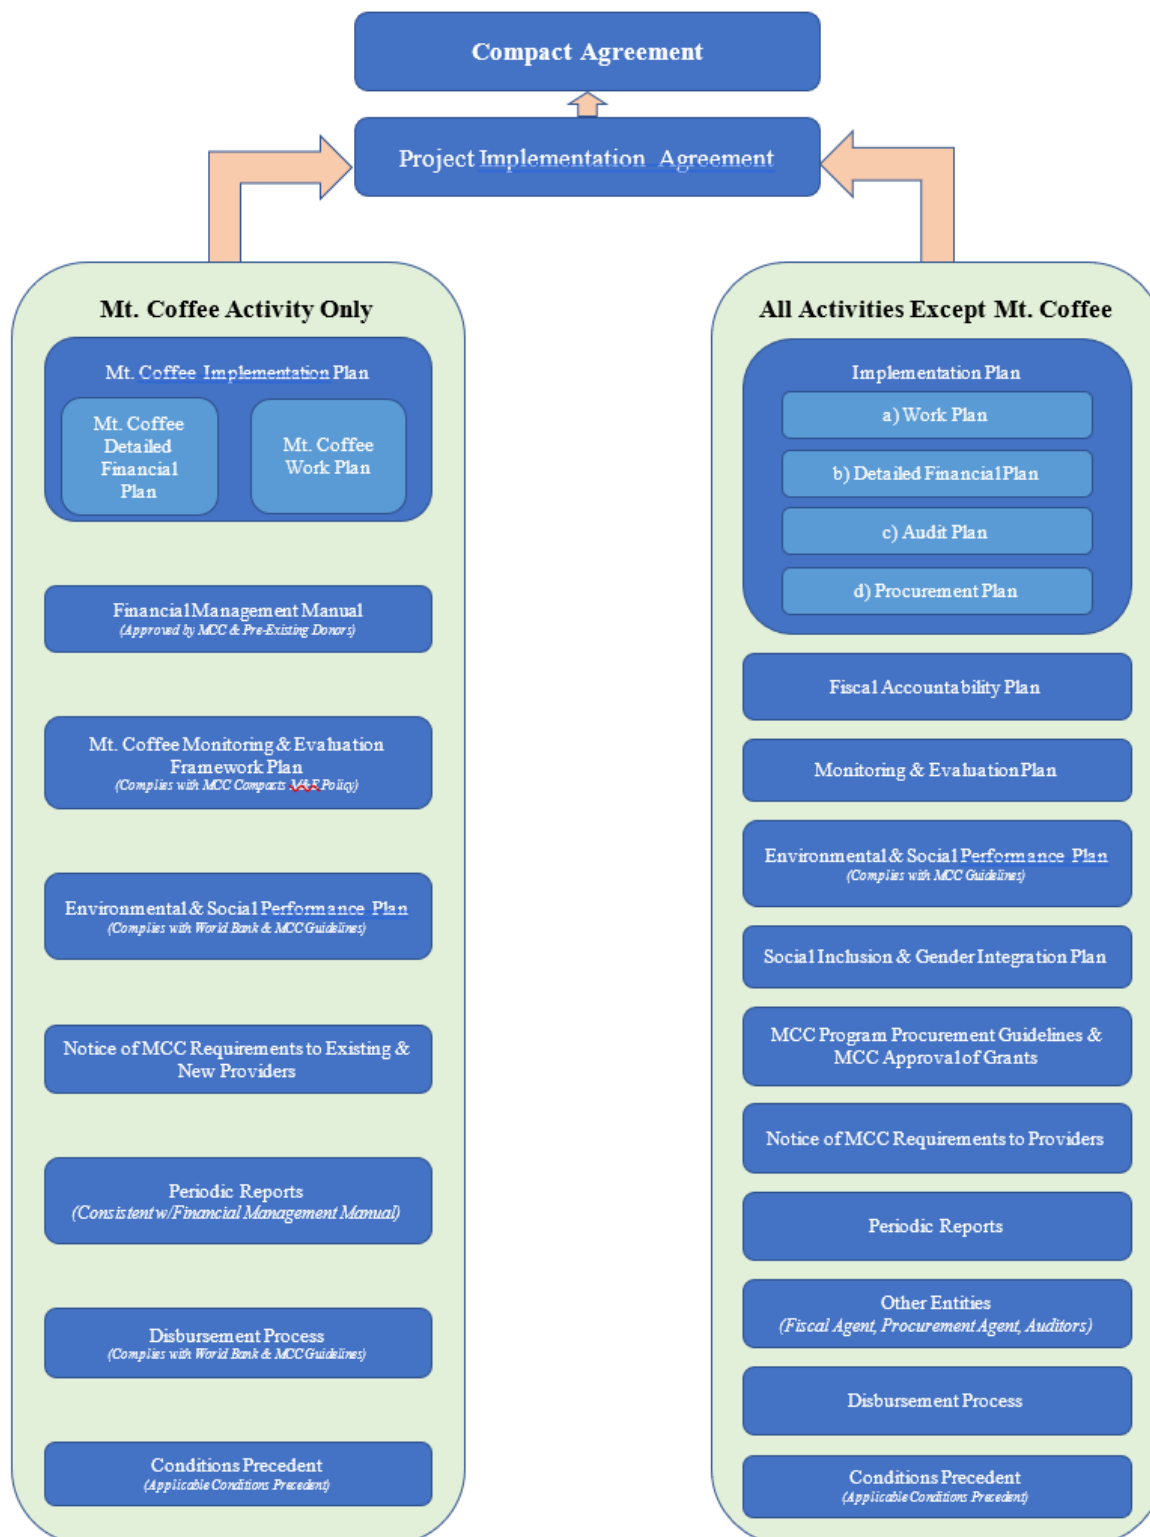 Compact Agreement
Project Implementation Agreement
Mt. Coffee Activity Only
Mt. Coffee Implementation Plan
Mt. Coffee
Detailed
Financial
Plan
Mt. Coffee
Work Plan
Financial Management Manual
(Approved by MCC & Pre-Existing Donors)
Mt. Coffee Monitoring & Evaluation
Framework Plan
(Complies with MCC Compacts M&E Policy)
Environmental & Social Performance Plan
(Complies with World Bank & MCC Guidelines)
Notice of MCC Requirements to Existing &
New Providers
Periodic Reports
(Consistent w/Financial Management Manual)
Disbursement Process
(Complies with World Bank & MCC Guidelines)
Conditions Precedent
(Applicable Conditions Precedent)
All Activities Except Mt. Coffee
Implementation Plan
a) Work Plan
b) Detailed Financial Plan
c) Audit Plan
d) Procurement Plan
Fiscal Accountability Plan
Monitoring & Evaluation Plan
Environmental & Social Performance Plan
(Complies with MCC Guidelines)
Social Inclusion & Gender Integration Plan
MCC Program Procurement Guidelines &
MCC Approval of Grants
Notice of MCC Requirements to Providers
Periodic Reports
Other Entities
(Fiscal Agent, Procurement Agent, Auditors)
Disbursement Process
Conditions Precedent
(Applicable Conditions Precedent)